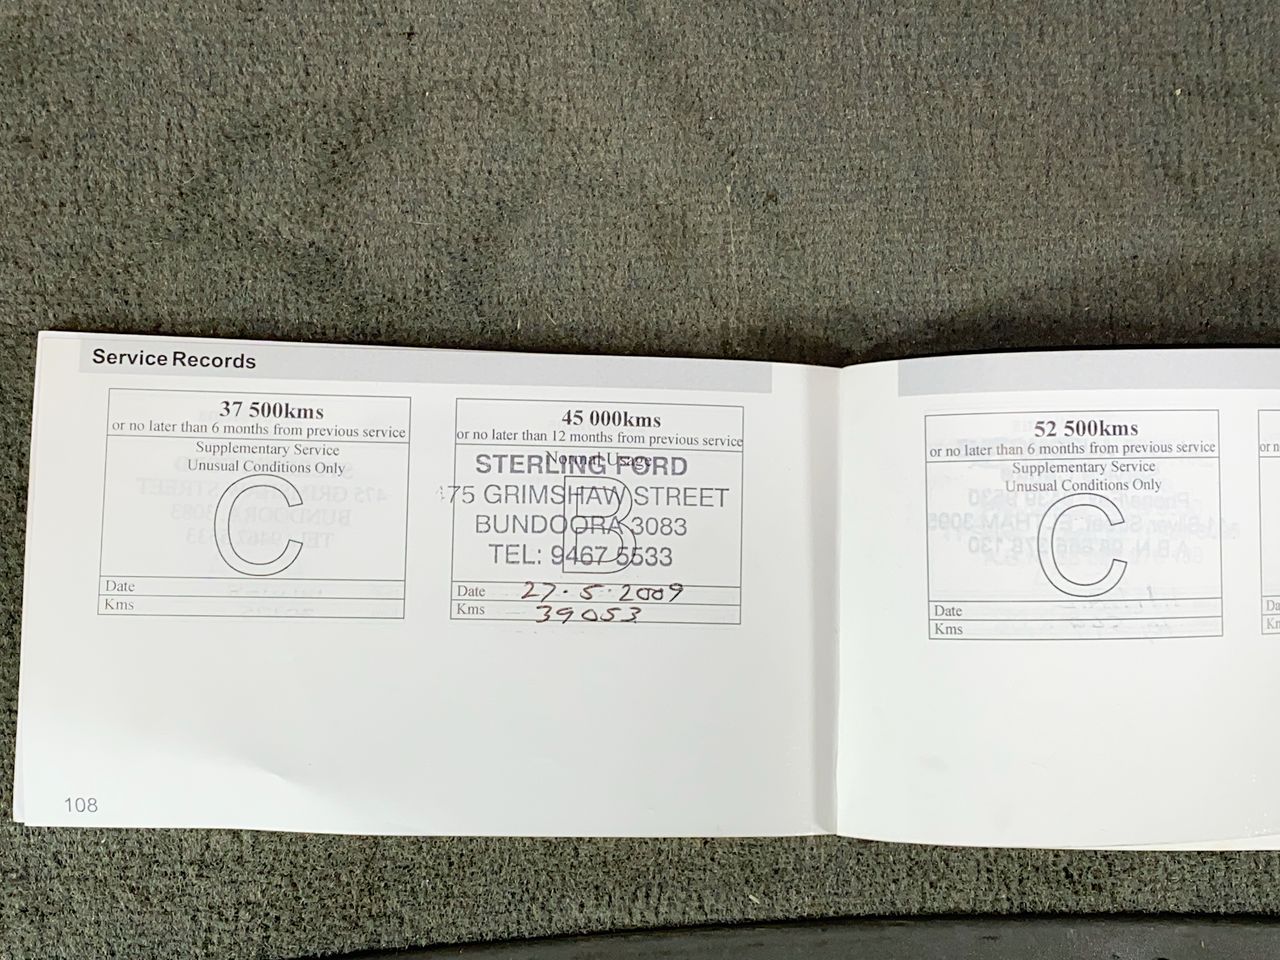 Service Records
37 500kms
or no later than 6 months from previous service
Supplementary Service
Unusual Conditions Only
C
Date
Kms
45 000kms
or no later than 12 months from previous service
Normal Usage
B
STERLING FORD
475 GRIMSHAW STREET
BUNDOORA 3083
TEL: 9467 5533
Date 27.5.2009
Kms 39053
108
52 500kms
or no later than 6 months from previous service
Supplementary Service
Unusual Conditions Only
C
Date
Kms